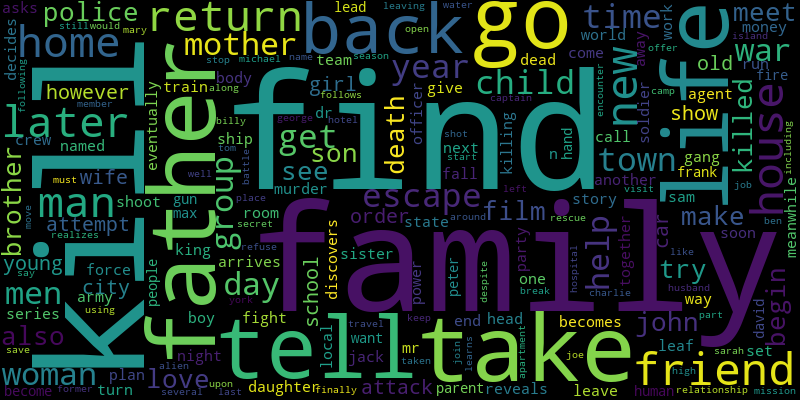 asks
police
still
would
mary
return
lead
leaving
water
go
time
meet
decides
home
mother
stop
michael
name
back
open
season
dead
world
work
money
island
life
however
train
along
body
team
girl
follows
dr
hotel
year
give
come
offer
new
away
war
old
run
fire
following
member
eventually
father
find
child
agent
show
camp
killed
later
named
crew
kill
billy
tom
ship
george
get
son
death
officer
captain
shot
next
start
killing
encounter
n
hand
call
soldier
town
gang
frank
house
brother
wife
must
well
battle
see
murder
fall
another
visit
job
including
man
shoot
gun
max
group
place
room
secret
escape
left
film
story
sam
make
ben
meanwhile
move
attempt
realizes
king
refuse
discovers
order
state
around
rescue
help
together
car
soon
young
say
force
city
people
arrives
family
sister
power
peter
party
one
despite
break
hospital
charlie
try
like
husband
way
begin
men
army
using
day
york
school
series
boy
fight
tell
local
travel
want
jack
keep
mr
taken
end
head
join
learns
take
becomes
joe
john
part
david
leaf
sarah
set
also
save
night
alien
apartment
friend
high
woman
plan
love
upon
daughter
attack
parent
reveals
leave
human
relationship
mission
become
former
turn
several
last
finally